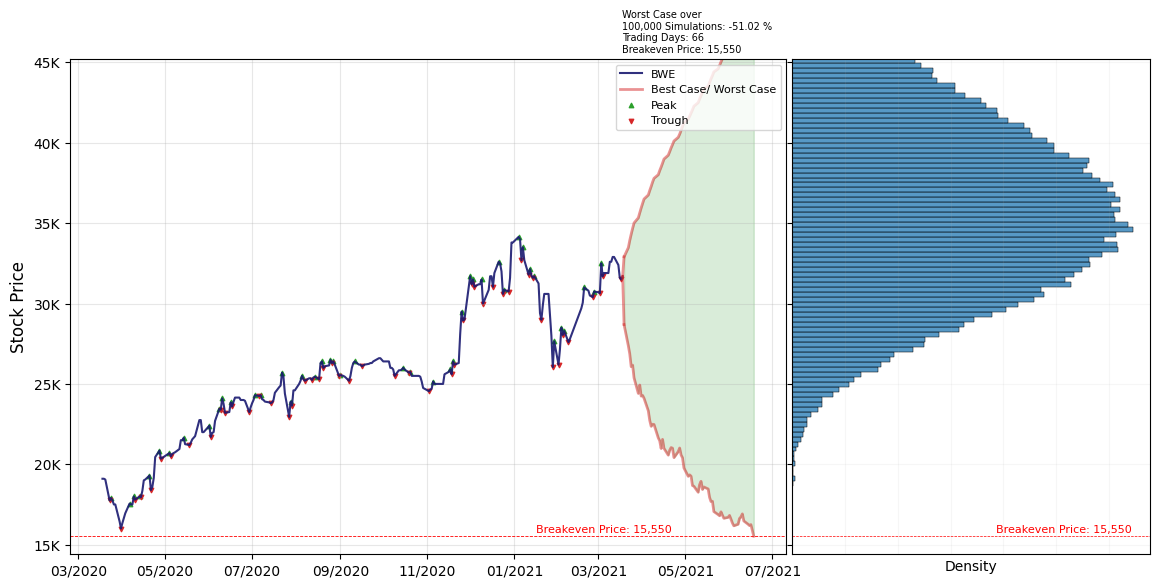 Worst Case over
100,000 Simulations: -51.02 %
Trading Days: 66
Breakeven Price: 15,550
BWE
Best Case/ Worst Case
Peak
Trough
Stock Price
45K
40K
35K
30K
25K
20K
15K
Breakeven Price: 15,550
Breakeven Price: 15,550
03/2020 05/2020 07/2020 09/2020 11/2020 01/2021 03/2021 05/2021 07/2021
Density